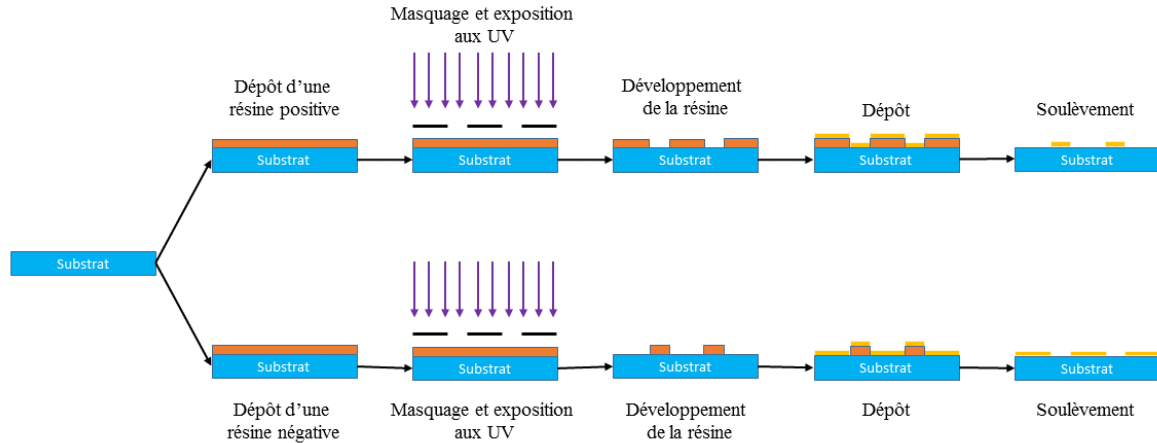 Masquage et exposition
aux UV
Dépôt d’une
résine positive
Développement
de la résine
Dépôt
Soulèvement
Substrat
Substrat
Substrat
Substrat
Substrat
Substrat
Substrat
Substrat
Substrat
Substrat
Substrat
Dépôt d’une
résine négative
Masquage et exposition
aux UV
Développement
de la résine
Dépôt
Soulèvement